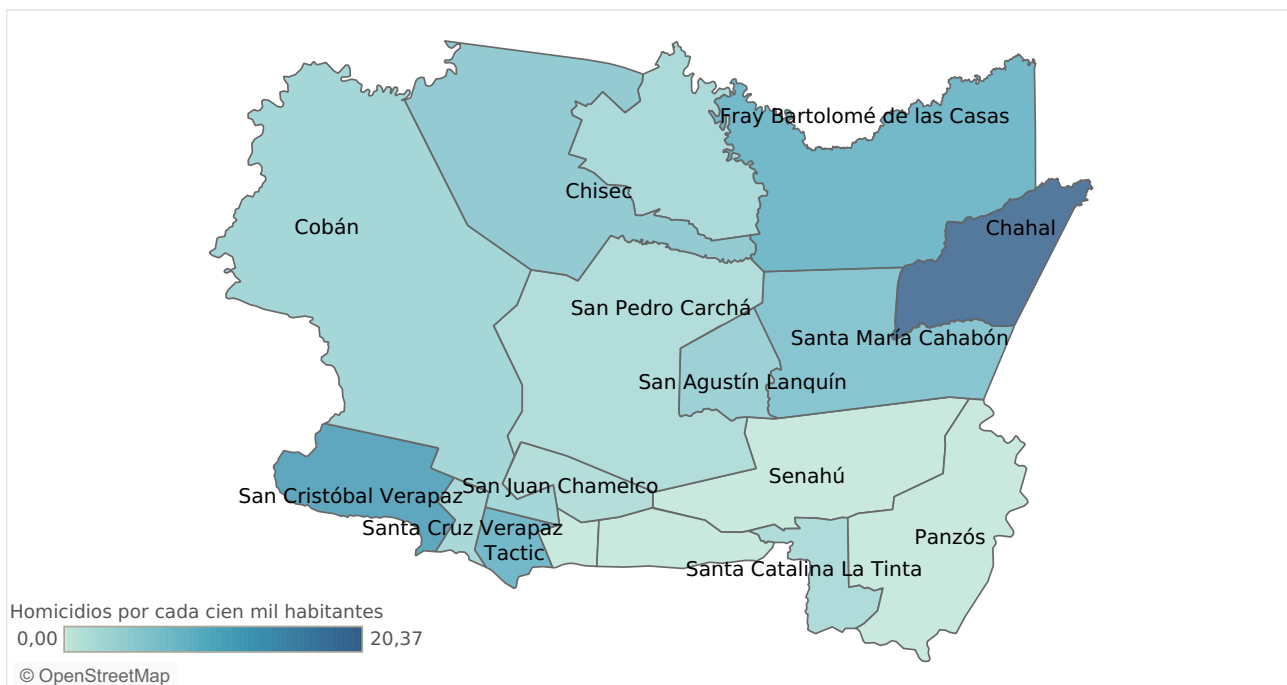 Fray Bartolomé de las Casas
Chisec
Cobán
Chahal
San Pedro Carchá
Santa María Cahabón
San Agustín Lanquín
Senahú
San Juan Chamelco
San Cristóbal Verapaz
Santa Cruz Verapaz
Tactic
Panzós
Santa Catalina La Tinta
Homicidios por cada cien mil habitantes
0,00 20,37
© OpenStreetMap